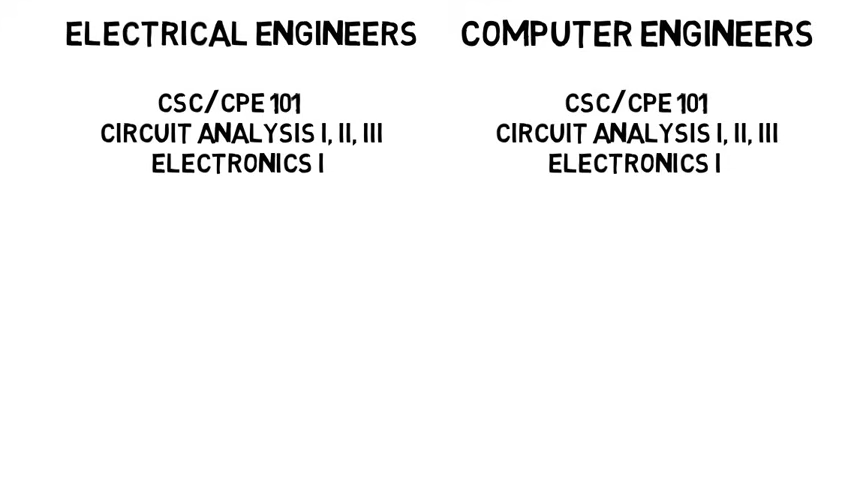 ELECTRICAL ENGINEERS
CSC/CPE 101
CIRCUIT ANALYSIS I, II, III
ELECTRONICS I
COMPUTER ENGINEERS
CSC/CPE 101
CIRCUIT ANALYSIS I, II, III
ELECTRONICS I